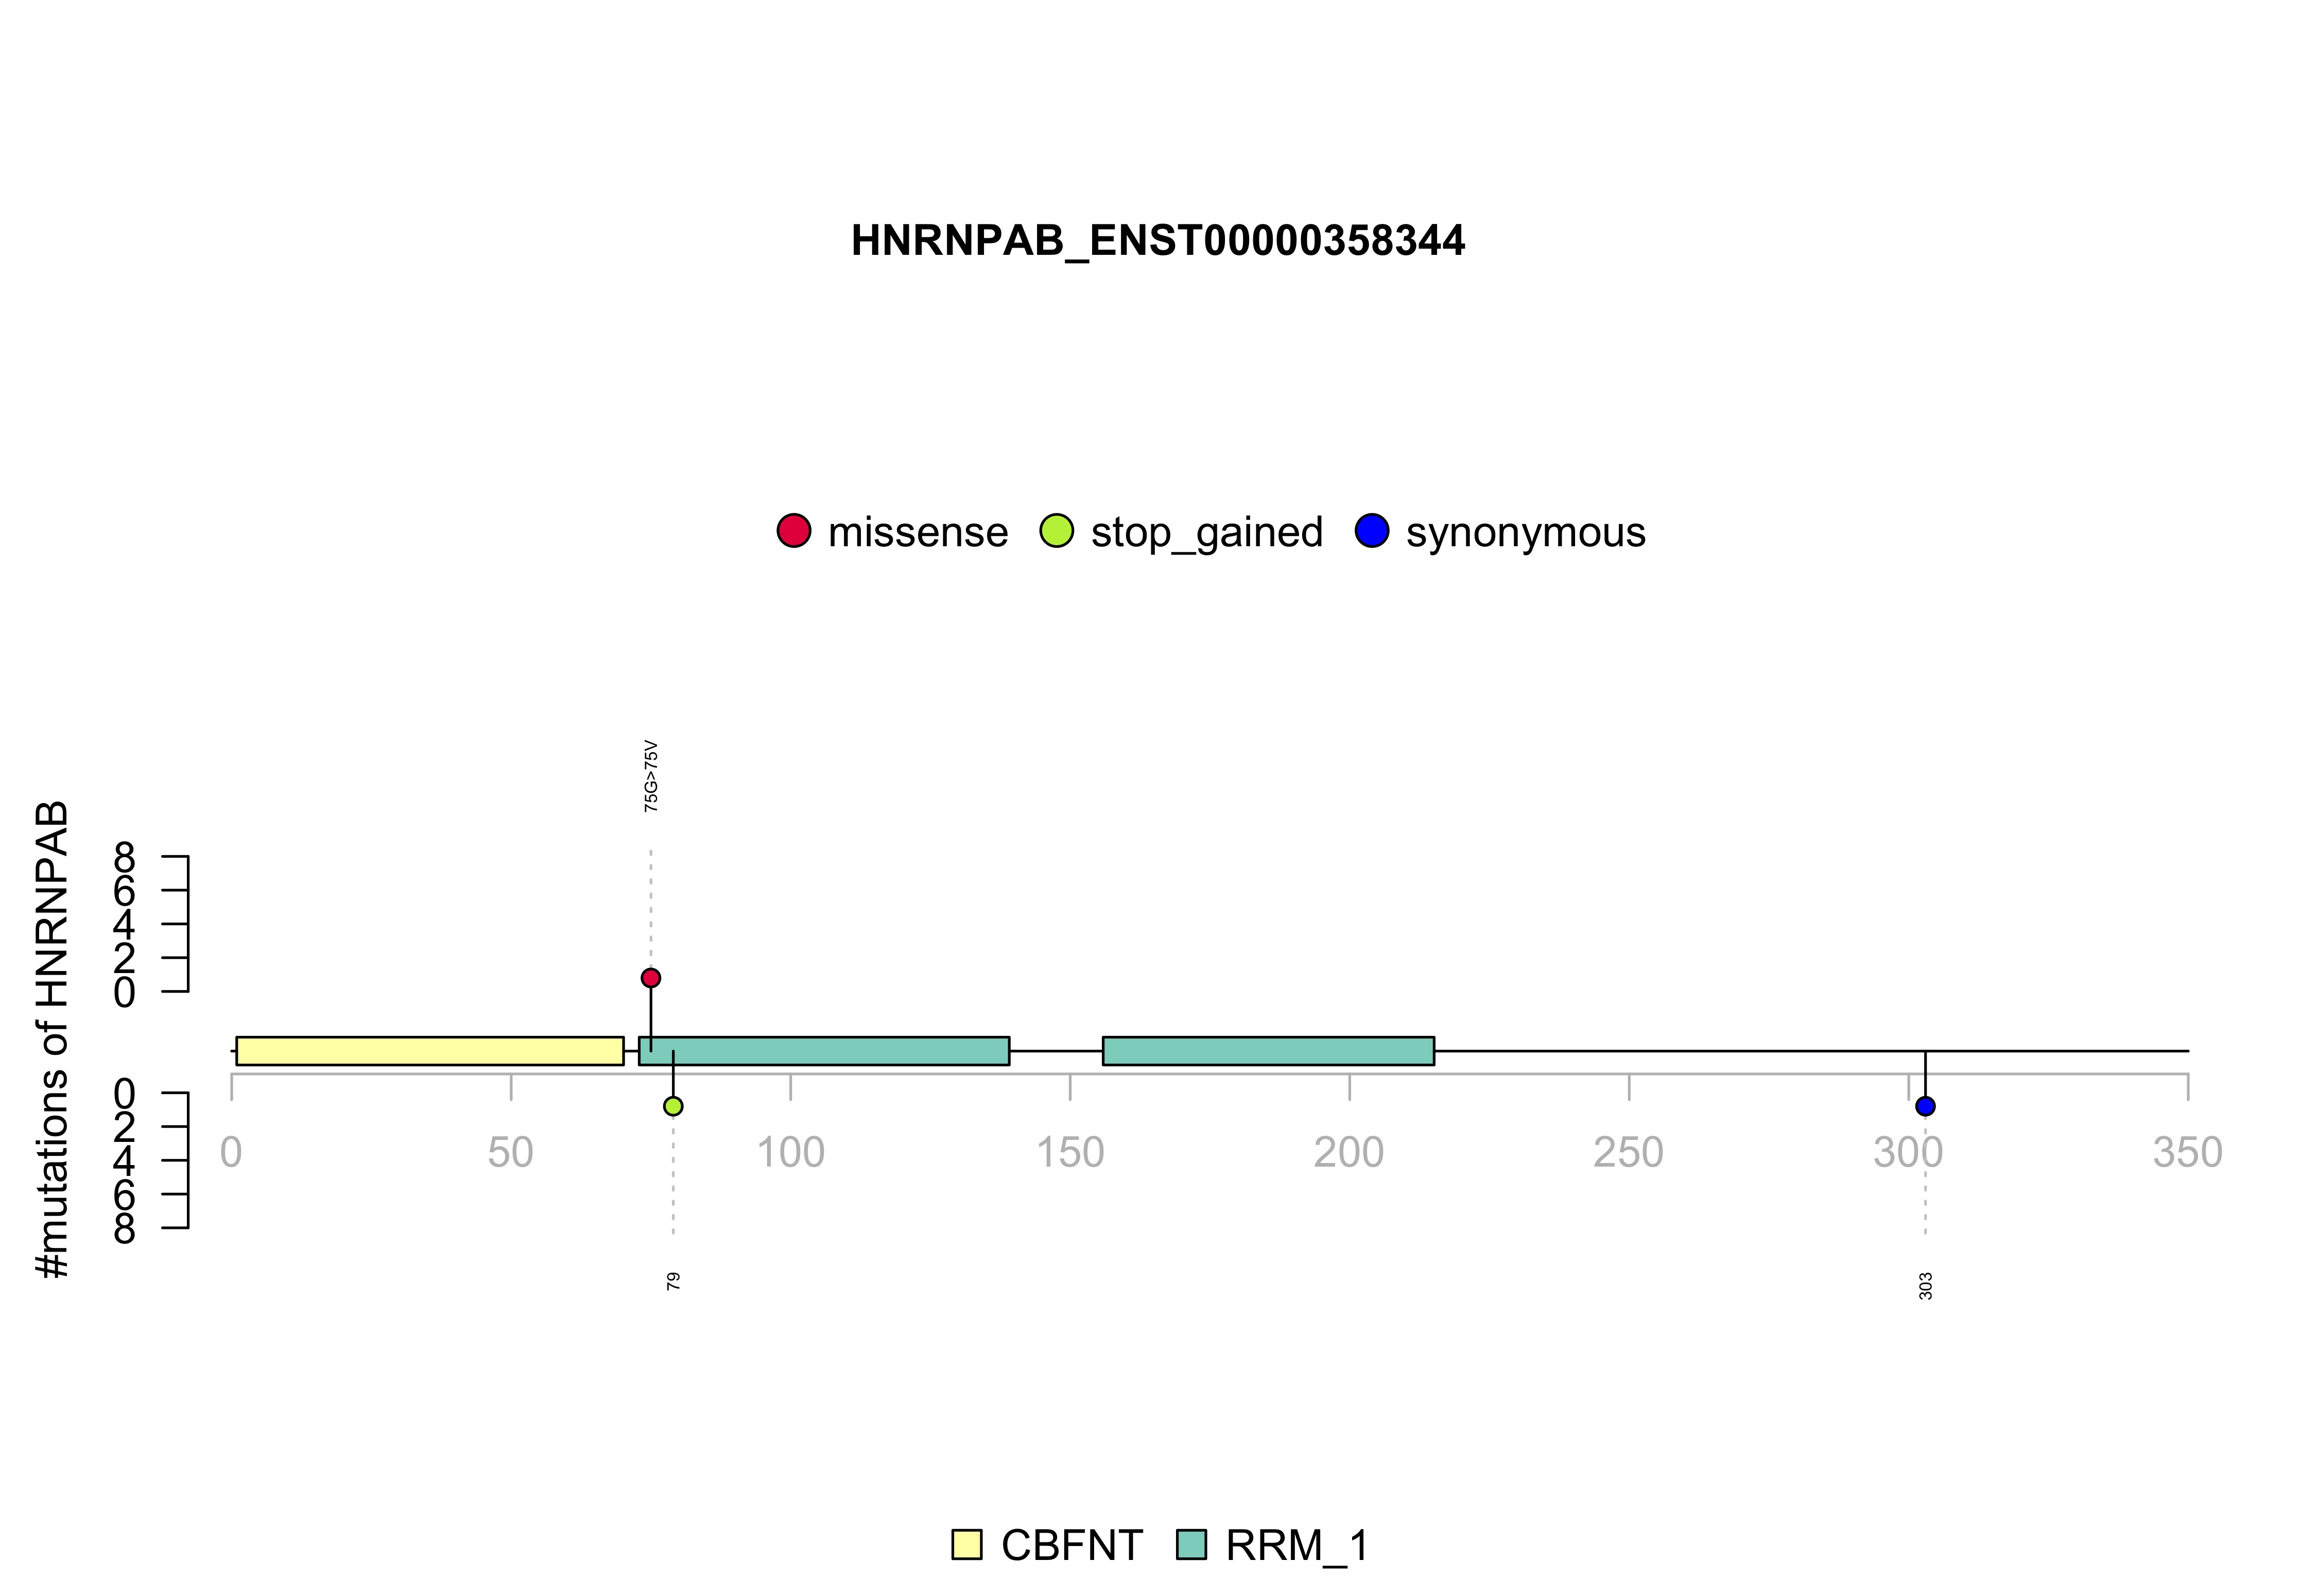 HNRNPAB_ENST00000358344
missense stop_gained synonymous
75G>75V
#mutations of HNRNPAB
8
6
4
2
0
0
2
4
6
8
0 50 100 150 200 250 300 350
79 303
CBFNT RRM_1